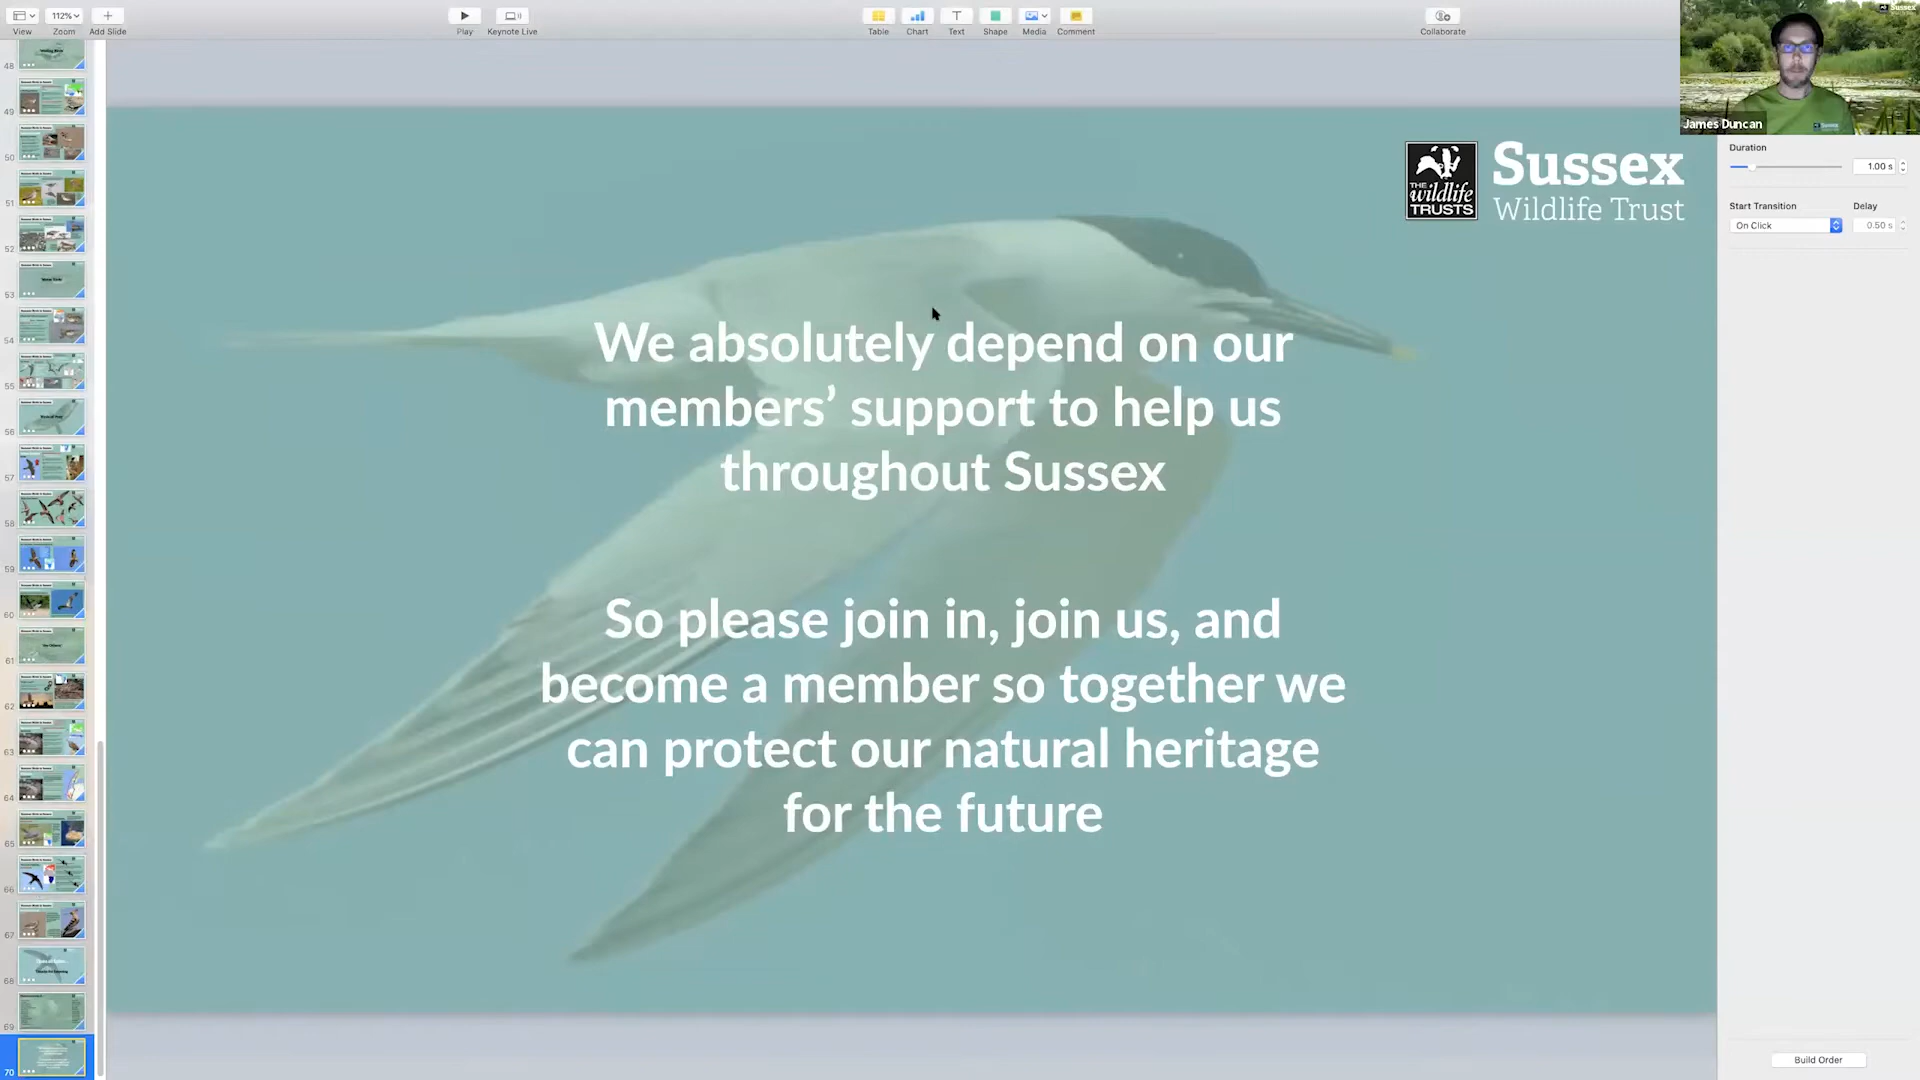 112%
View
Zoom
Add Slide
Play
Keynote Live
Table
Chart
Text
Shape
Media
Comment
Collaborate
James Duncan
Duration
1.00 s
Start Transition
Delay
On Click
0.50 s
Build Order
THE
wildlife
TRUSTS
Sussex
Wildlife Trust
We absolutely depend on our
members’ support to help us
throughout Sussex
So please join in, join us, and
become a member so together we
can protect our natural heritage
for the future
48
49
50
51
52
53
54
55
56
57
58
59
60
61
62
63
64
65
66
67
68
69
70